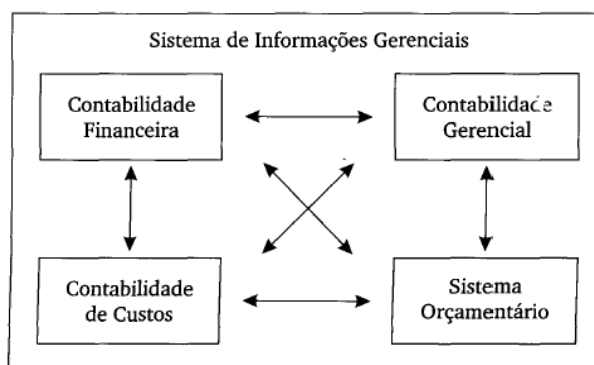 Sistema de Informações Gerenciais
Contabilidade
Financeira
Contabilidade
Gerencial
Contabilidade
de Custos
Sistema
Orçamentário